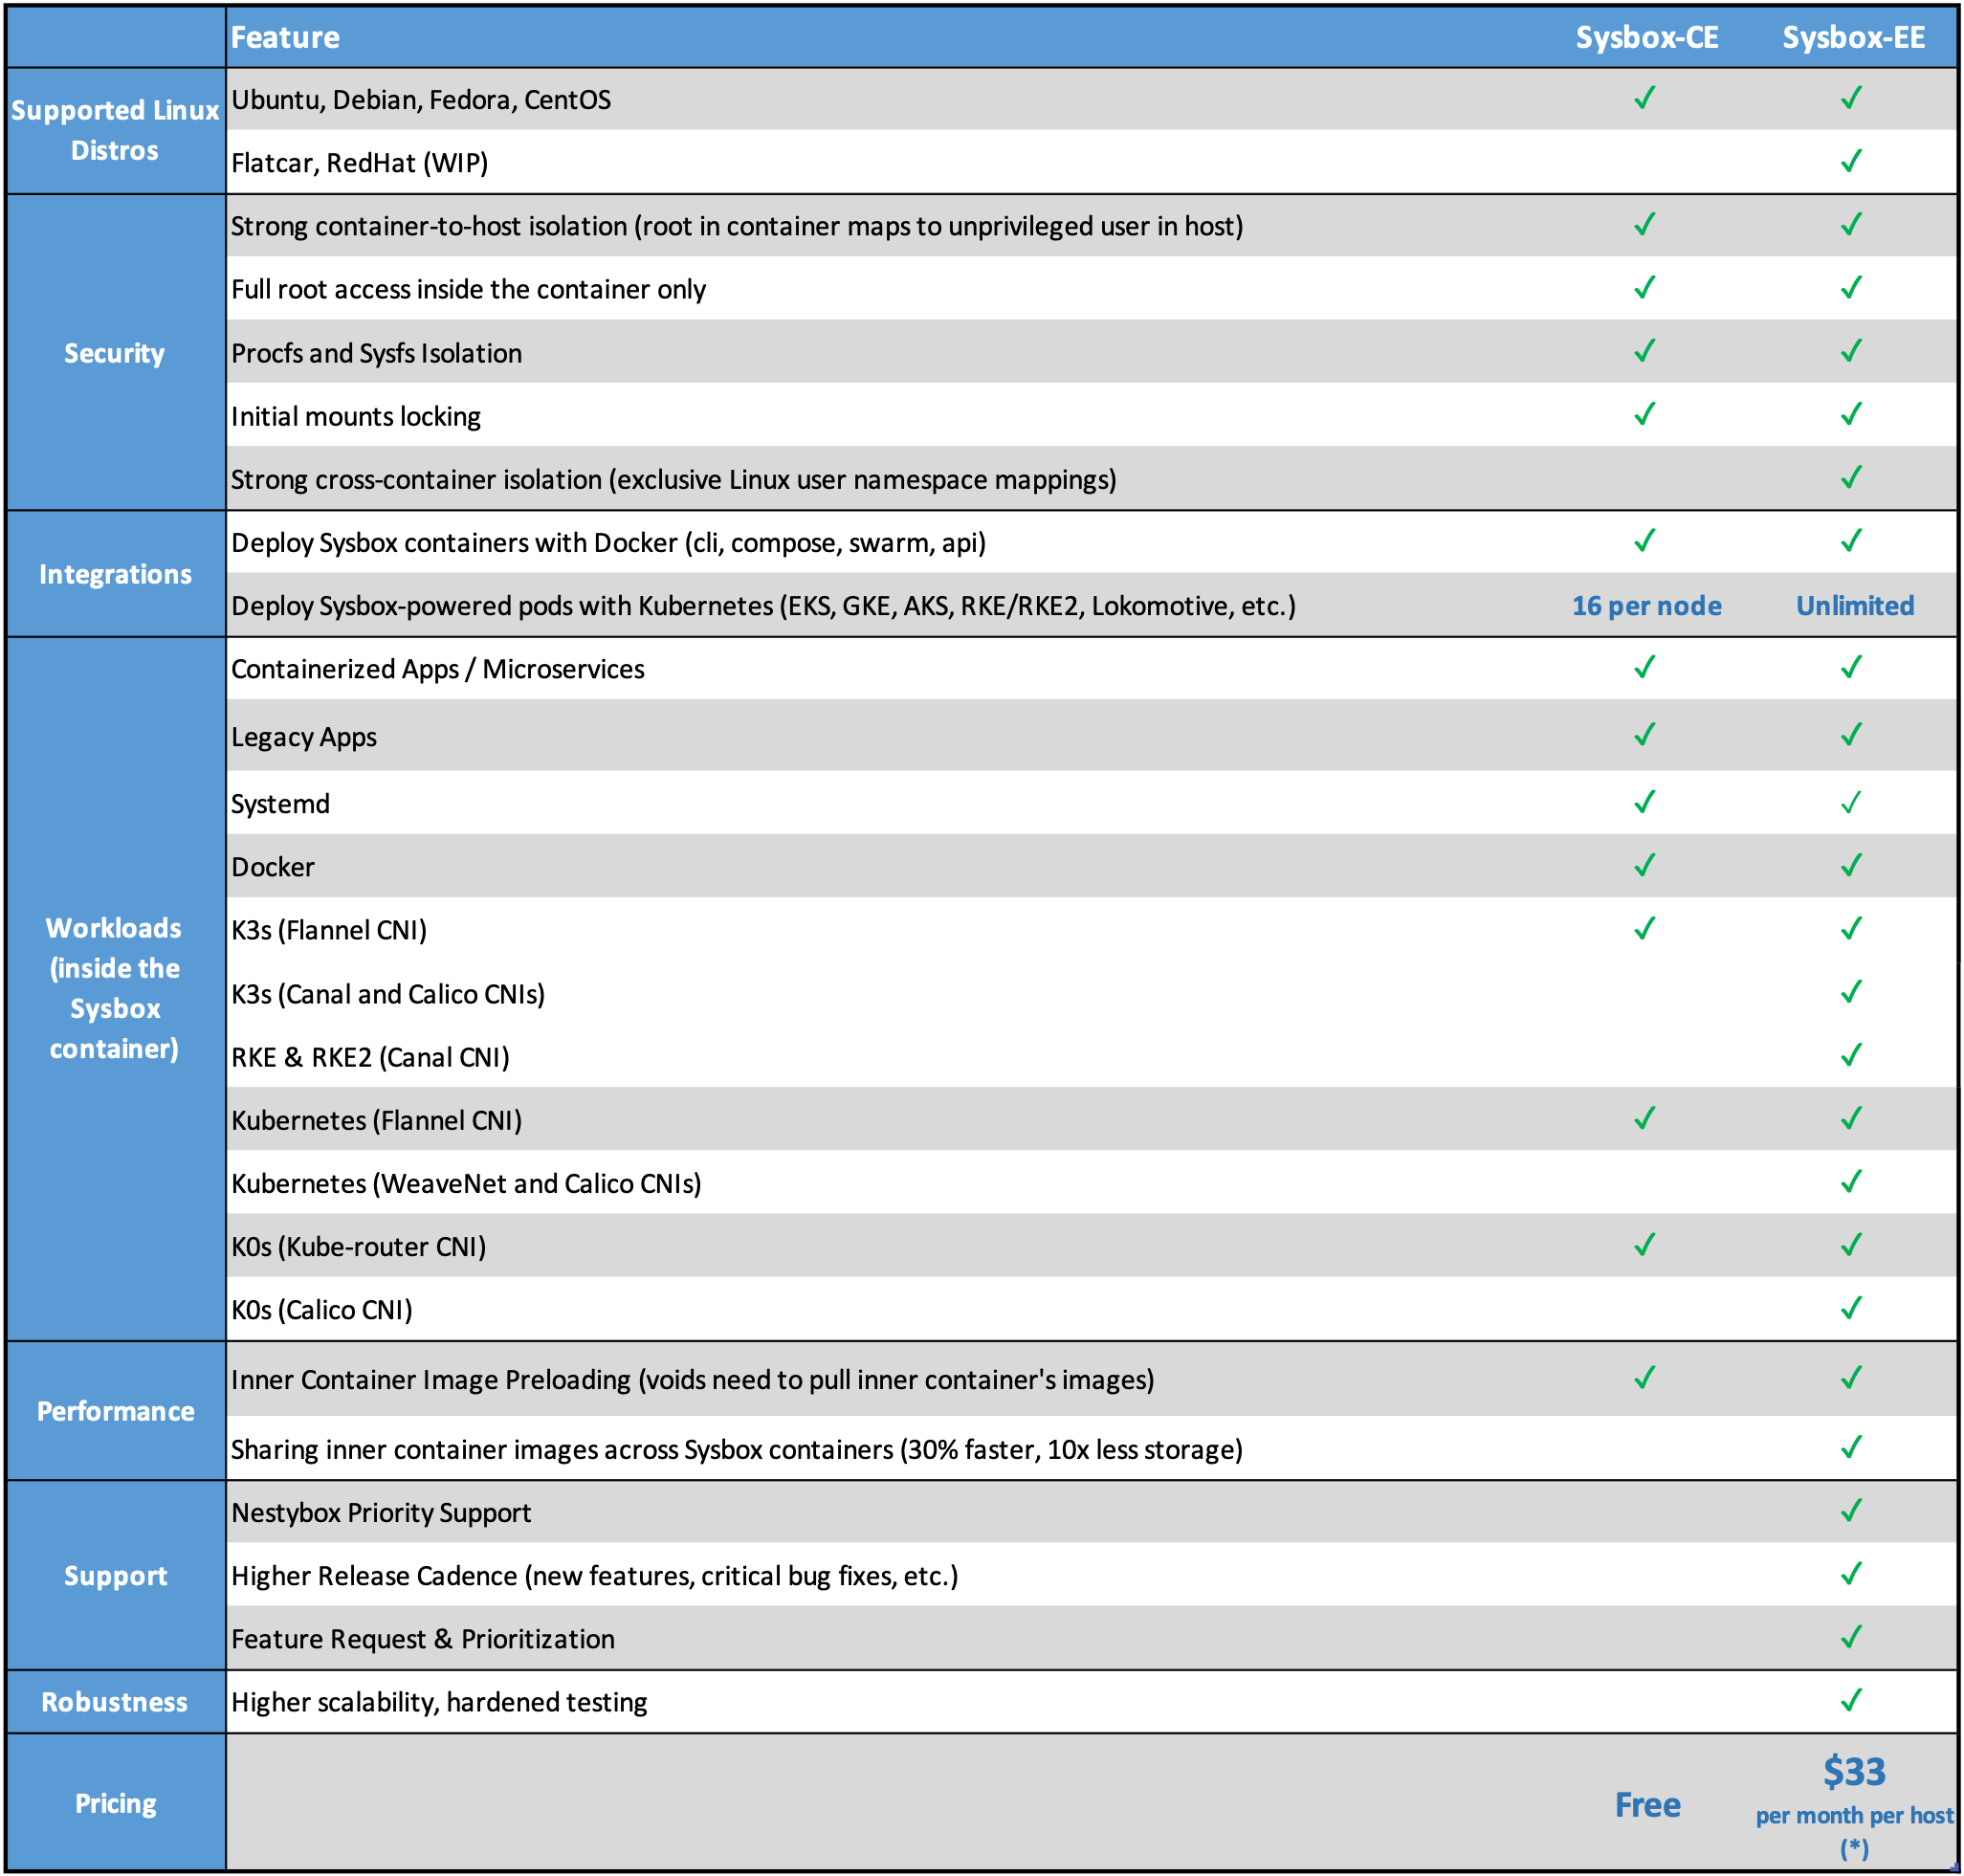 Feature Sysbox-CE Sysbox-EE
Supported Linux
Distros
Ubuntu, Debian, Fedora, CentOS ✓ ✓
Flatcar, RedHat (WIP) ✓
Security
Strong container-to-host isolation (root in container maps to unprivileged user in host) ✓ ✓
Full root access inside the container only ✓ ✓
Procfs and Sysfs Isolation ✓ ✓
Initial mounts locking ✓ ✓
Strong cross-container isolation (exclusive Linux user namespace mappings) ✓
Integrations
Deploy Sysbox containers with Docker (cli, compose, swarm, api) ✓ ✓
Deploy Sysbox-powered pods with Kubernetes (EKS, GKE, AKS, RKE/RKE2, Lokomotive, etc.) 16 per node Unlimited
Workloads
(inside the
Sysbox
container)
Containerized Apps / Microservices ✓ ✓
Legacy Apps ✓ ✓
Systemd ✓ ✓
Docker ✓ ✓
K3s (Flannel CNI) ✓ ✓
K3s (Canal and Calico CNIs) ✓
RKE & RKE2 (Canal CNI) ✓
Kubernetes (Flannel CNI) ✓ ✓
Kubernetes (WeaveNet and Calico CNIs) ✓
K0s (Kube-router CNI) ✓ ✓
K0s (Calico CNI) ✓
Performance
Inner Container Image Preloading (voids need to pull inner container's images) ✓ ✓
Sharing inner container images across Sysbox containers (30% faster, 10x less storage) ✓
Support
Nestybox Priority Support ✓
Higher Release Cadence (new features, critical bug fixes, etc.) ✓
Feature Request & Prioritization ✓
Robustness
Higher scalability, hardened testing ✓
Pricing
Free
$33
per month per host
(*)